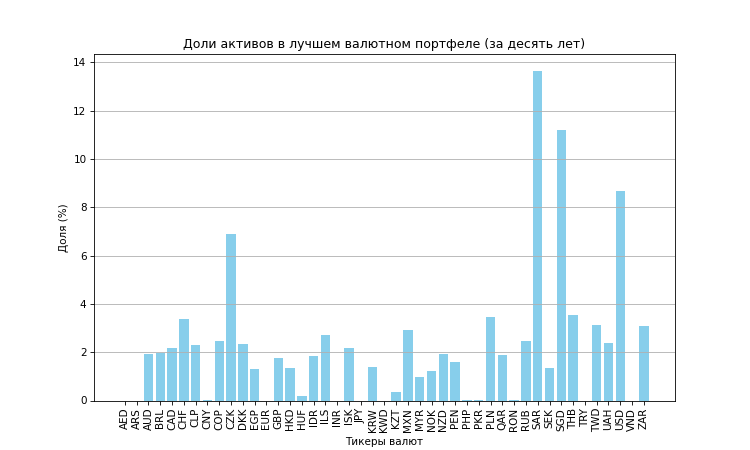 Доли активов в лучшем валютном портфеле (за десять лет)
Доля (%)
14
12
10
8
6
4
2
0
AED ARS AUD BRL CAD CHF CLP CNY COP CZK DKK EGP EUR GBP HKD HUF IDR ILS INR ISK JPY KRW KWD KZT MXN MYR NOK NZD PEN PHP PKR PLN QAR RON RUB SAR SEK SGD THB TRY TWD UAH USD VND ZAR
Тикеры валют